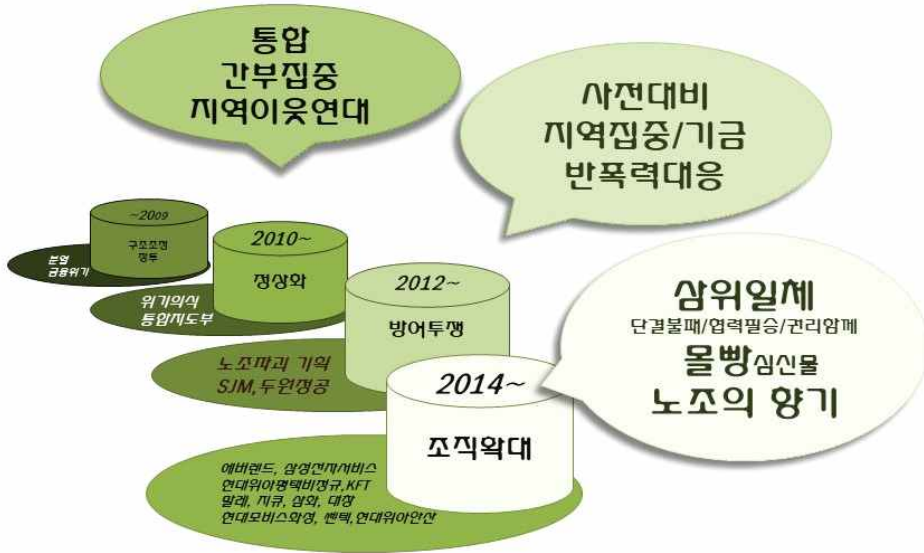 통합
간부집중
지역이웃연대
사전대비
지역집중/기금
반폭력대응
~2009
구조조정
정투
분열
금융위기
2010~
정상화
위기의식
통합지도부
2012~
방어투쟁
노조파괴 기획
SJM,두원정공
2014~
조직확대
삼위일체
단결불패/협력필승/권리함께
몰빵심신물
노조의 향기
에버랜드, 삼성전자서비스
현대위아평택비정규,KFT
말레, 지큐, 삼화, 대창
현대모비스화성, 쎈텍,현대위아안산